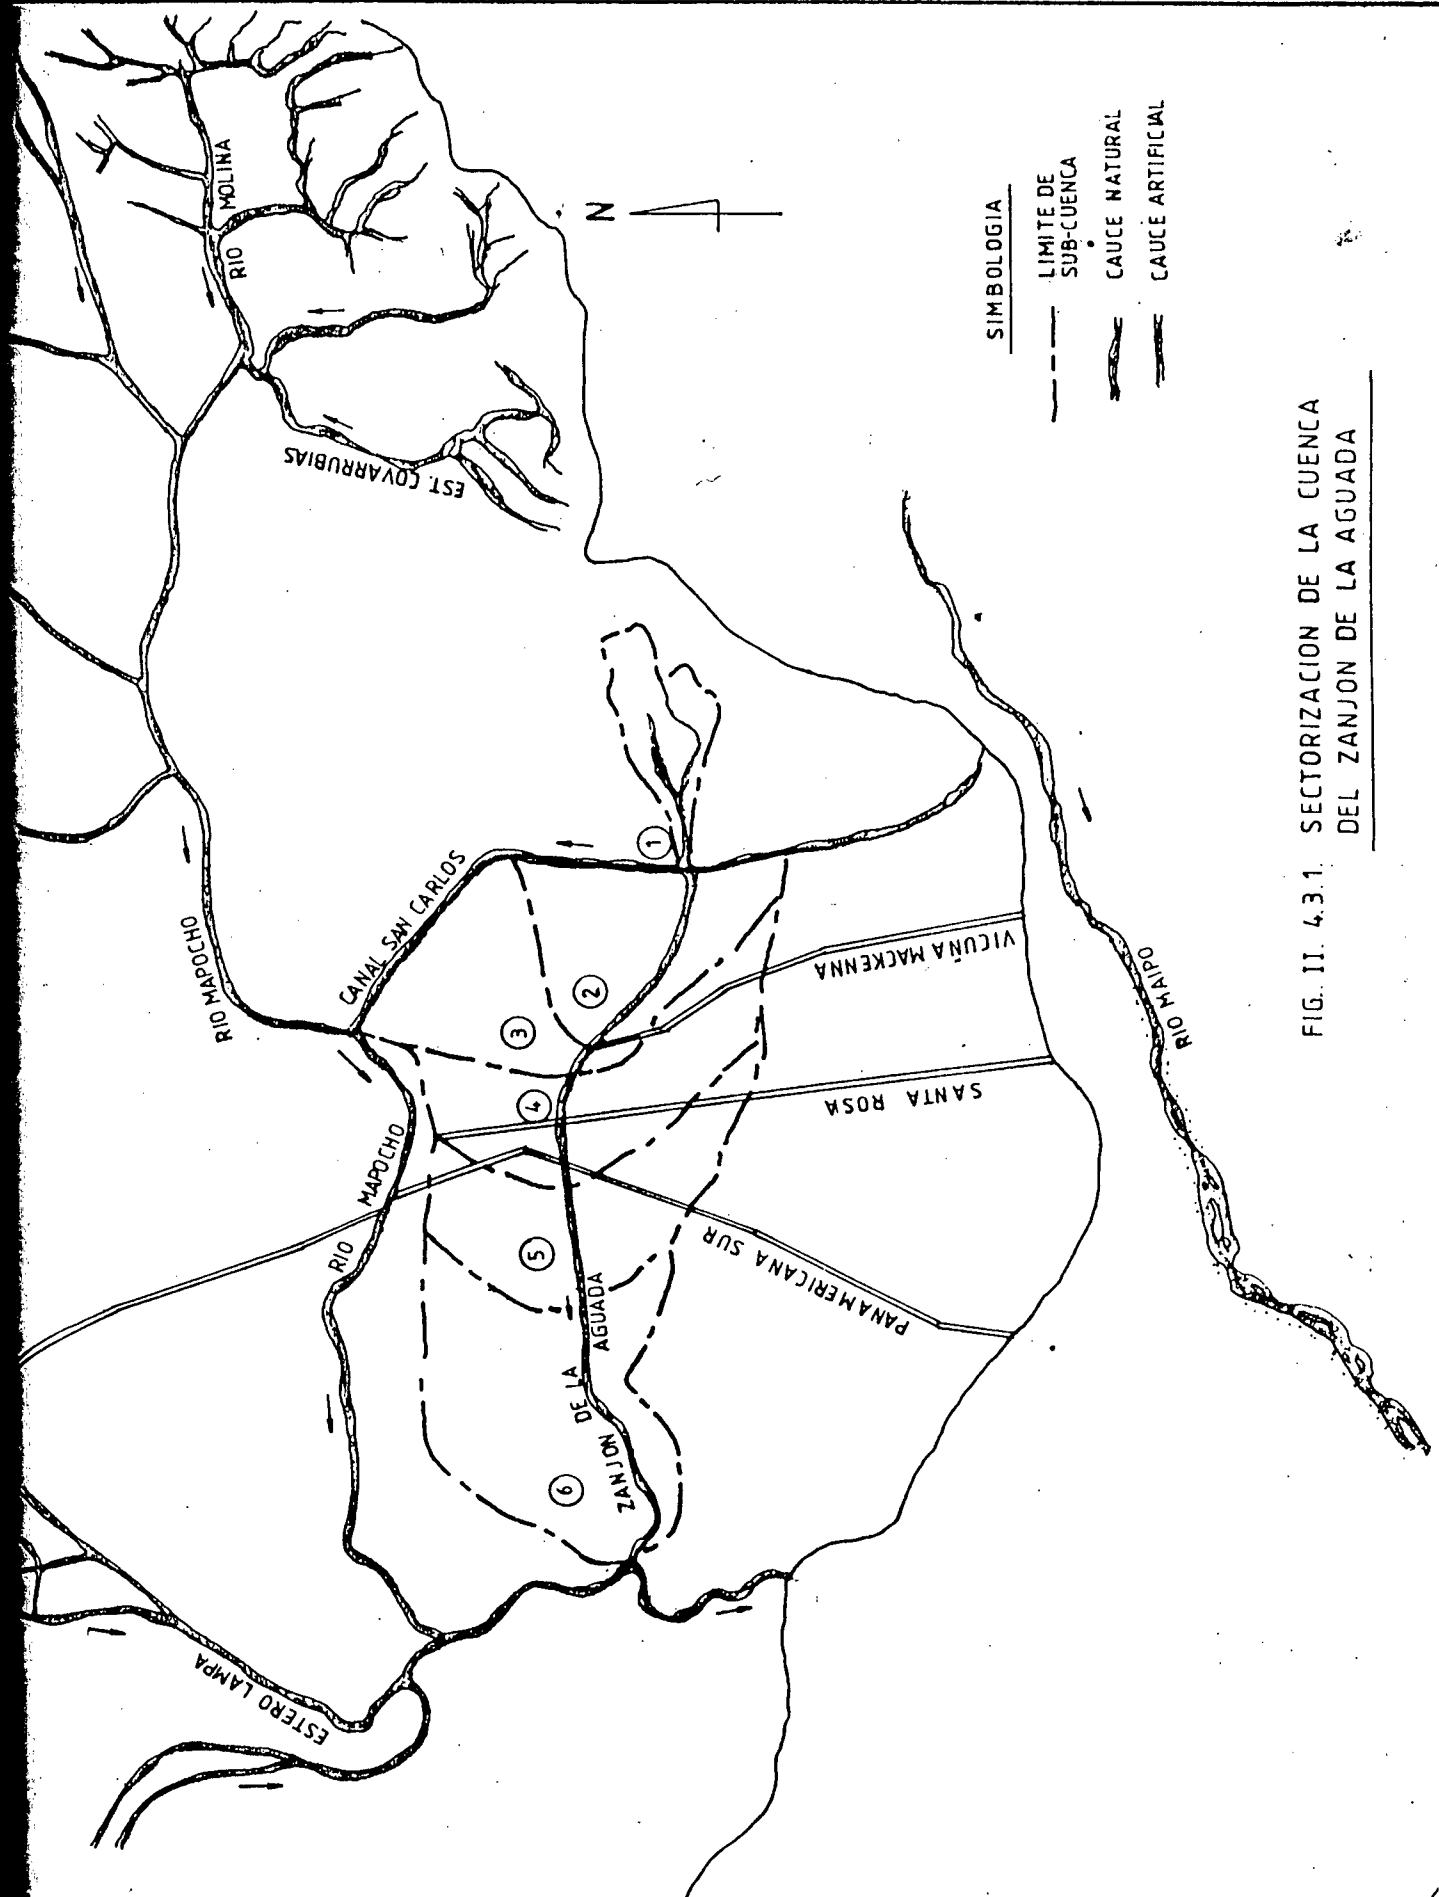 RIO MOLINA
EST. COVARRUBIAS
RIO MAPOCHO
CANAL SAN CARLOS
RIO MAPOCHO
ESTERO LAMPA
N
1
2
3
4
5
6
VICUÑA MACKENNA
SANTA ROSA
PANAMERICANA SUR
ZANJON DE LA AGUADA
RIO MAIPO
SIMBOLOGIA
LIMITE DE
SUB-CUENCA
CAUCE NATURAL
CAUCE ARTIFICIAL
FIG. II. 4.3.1. SECTORIZACION DE LA CUENCA
DEL ZANJON DE LA AGUADA